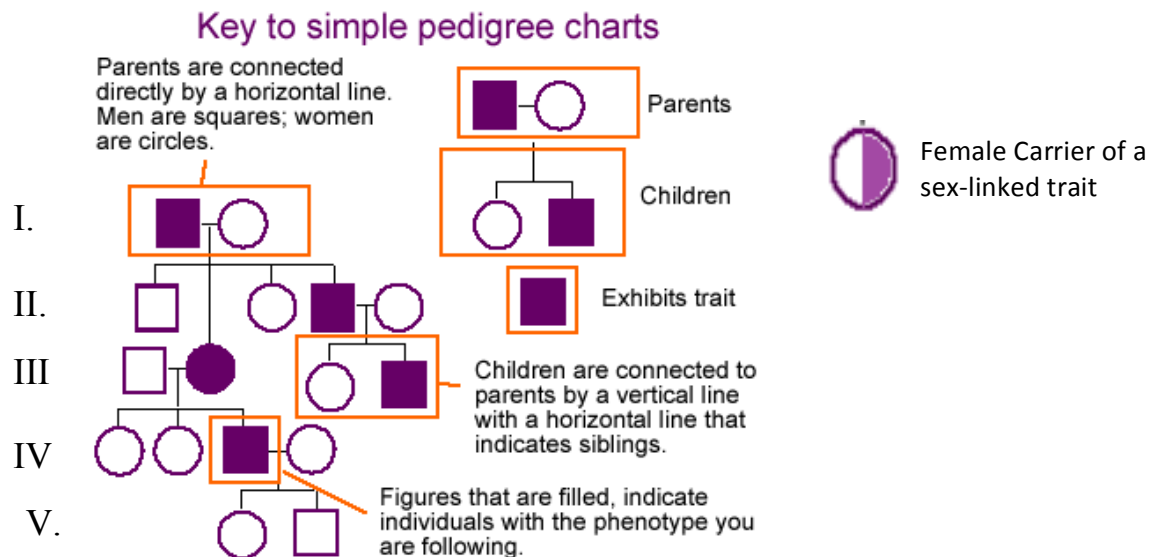 Key to simple pedigree charts
Parents are connected
directly by a horizontal line.
Men are squares; women
are circles.
Parents
Children
Exhibits trait
Female Carrier of a
sex-linked trait
I.
II.
III
IV
V.
Children are connected to
parents by a vertical line
with a horizontal line that
indicates siblings.
Figures that are filled, indicate
individuals with the phenotype you
are following.